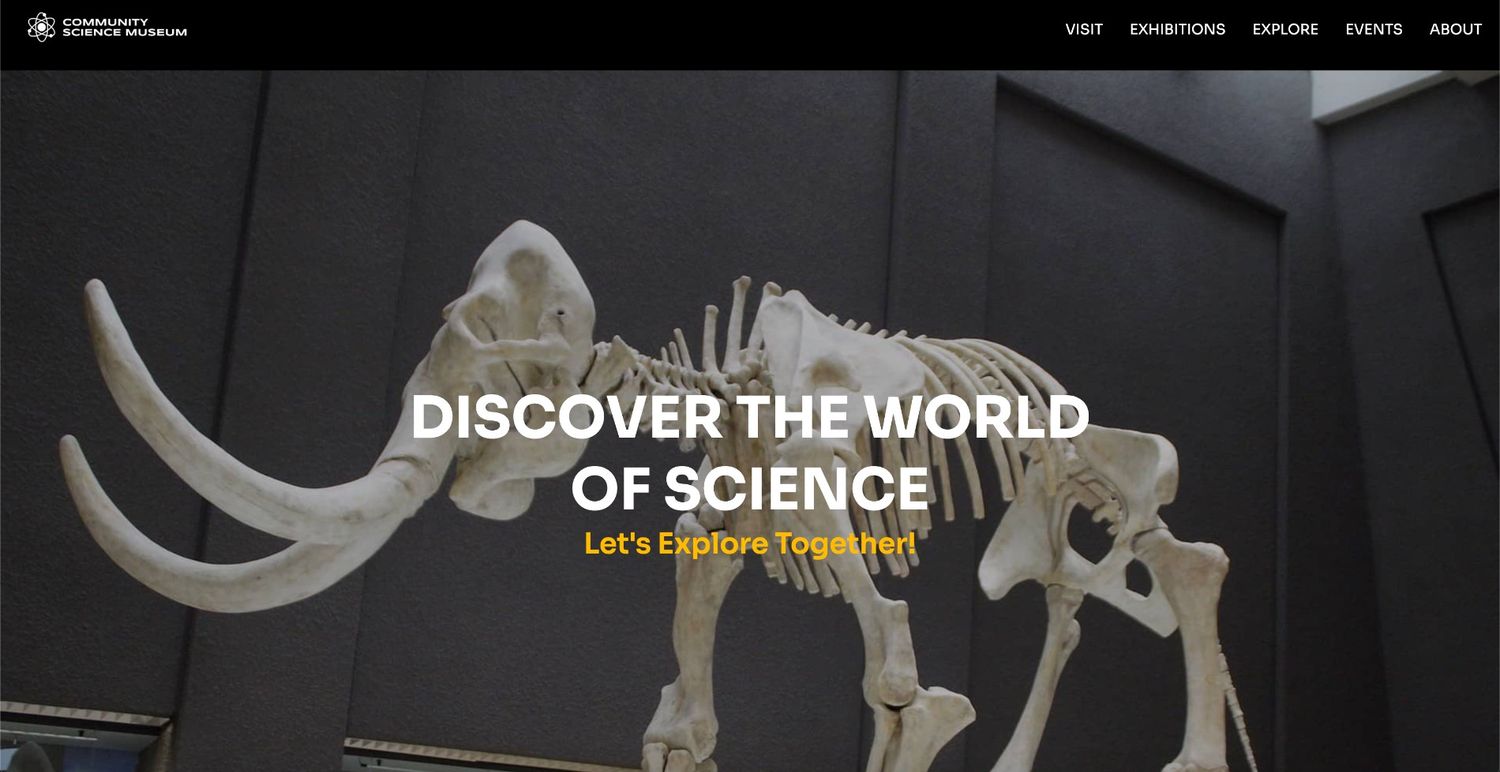 COMMUNITY
SCIENCE MUSEUM
VISIT EXHIBITIONS EXPLORE EVENTS ABOUT
DISCOVER THE WORLD
OF SCIENCE
Let's Explore Together!